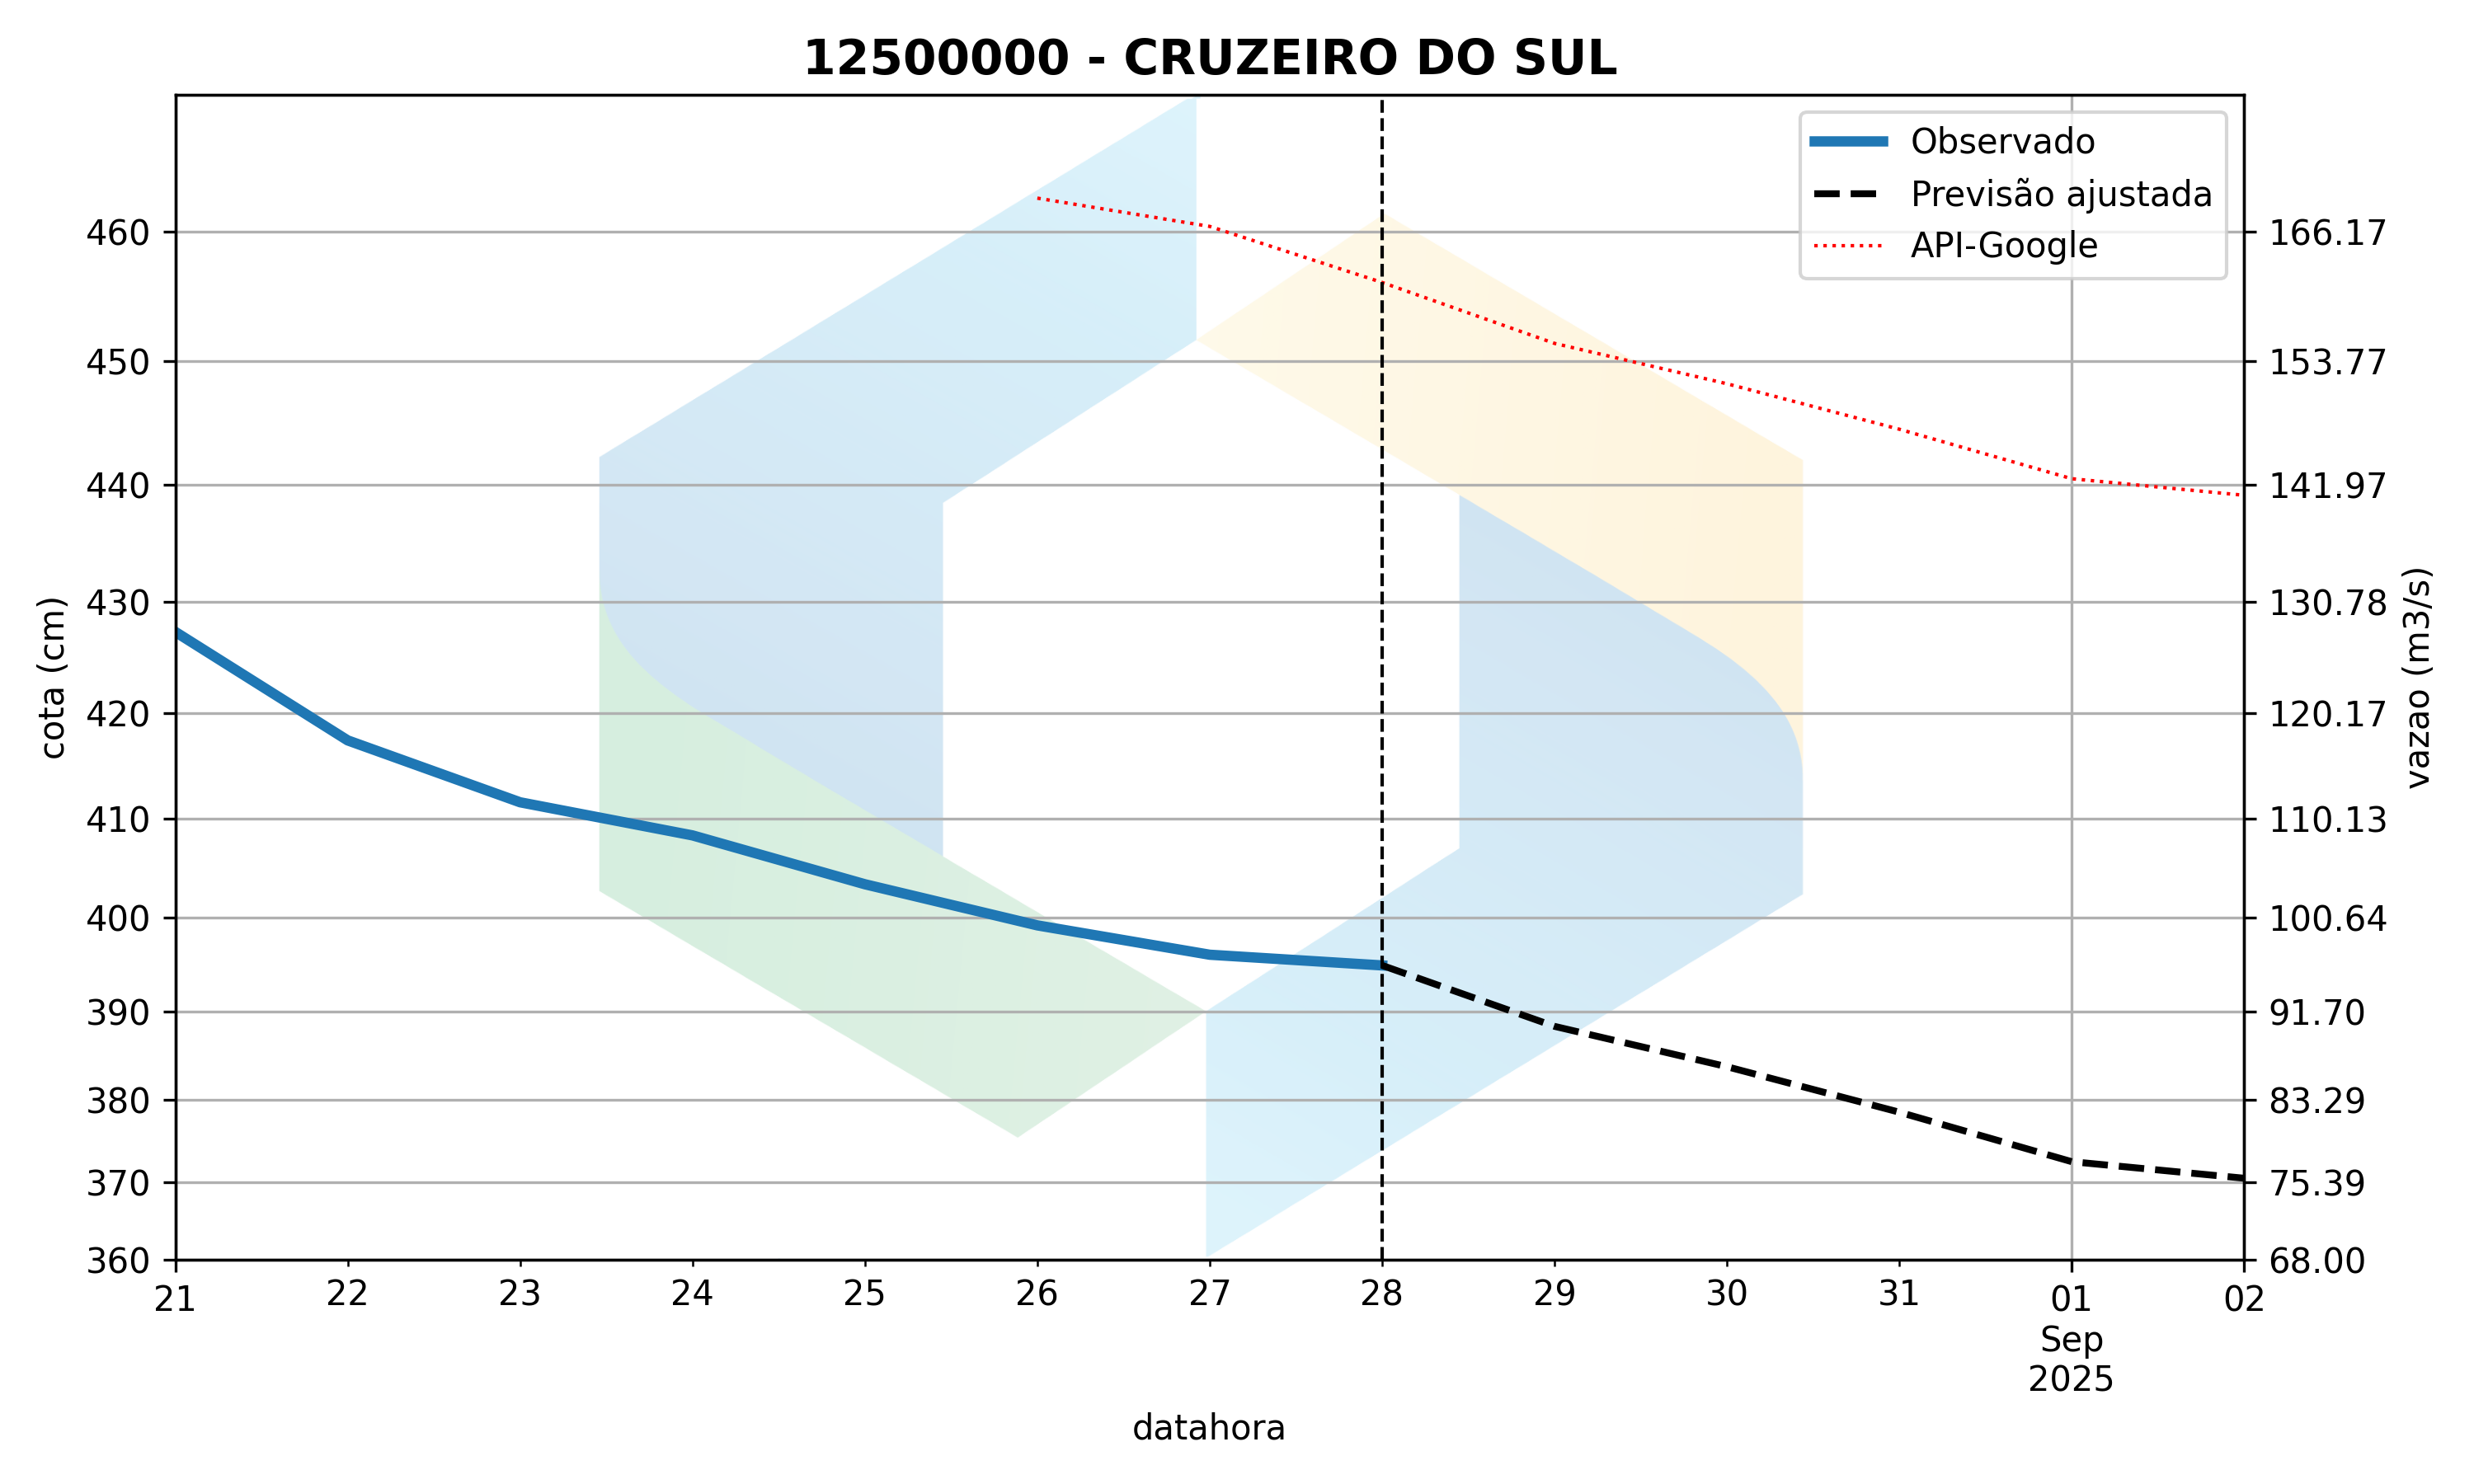 12500000 - CRUZEIRO DO SUL
Observado
Previsão ajustada
API-Google
cota (cm)
460
450
440
430
420
410
400
390
380
370
360
166.17
153.77
141.97
130.78
120.17
110.13
100.64
91.70
83.29
75.39
68.00
vazao (m3/s)
21 22 23 24 25 26 27 28 29 30 31 01 02
Sep
2025
datahora